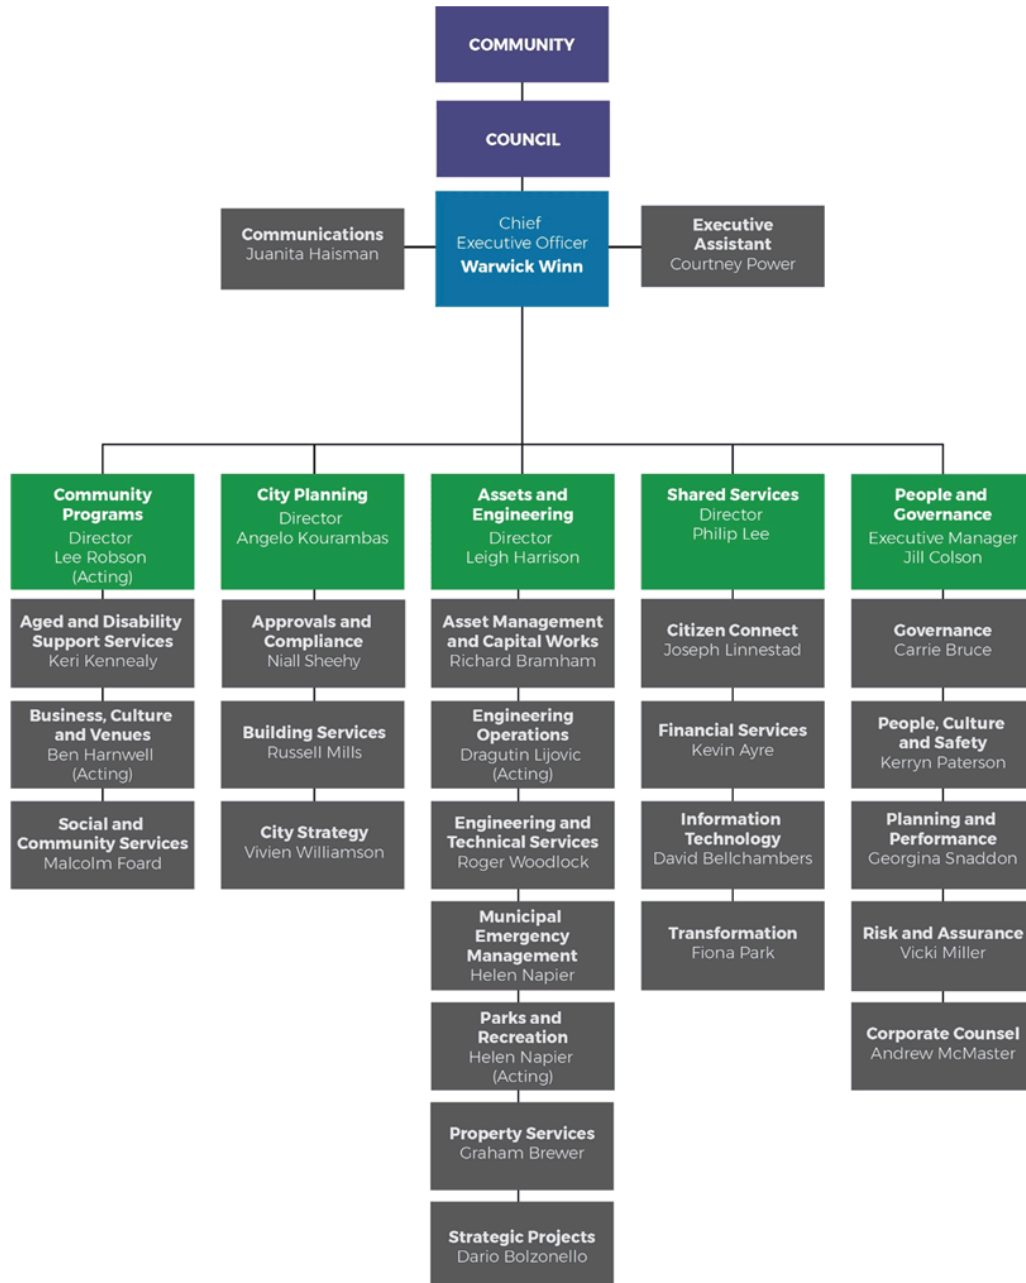 COMMUNITY
COUNCIL
Communications
Juanita Haisman
Chief
Executive Officer
Warwick Winn
Executive
Assistant
Courtney Power
Community
Programs
Director
Lee Robson
(Acting)
City Planning
Director
Angelo Kourambas
Assets and
Engineering
Director
Leigh Harrison
Shared Services
Director
Philip Lee
People and
Governance
Executive Manager
Jill Colson
Aged and Disability
Support Services
Keri Kennealy
Business, Culture
and Venues
Ben Harnwell
(Acting)
Social and
Community Services
Malcolm Foard
Approvals and
Compliance
Niall Sheehy
Building Services
Russell Mills
City Strategy
Vivien Williamson
Asset Management
and Capital Works
Richard Bramham
Engineering
Operations
Dragutin Lijovic
(Acting)
Engineering and
Technical Services
Roger Woodlock
Municipal
Emergency
Management
Helen Napier
Parks and
Recreation
Helen Napier
(Acting)
Property Services
Graham Brewer
Strategic Projects
Dario Bolzonello
Citizen Connect
Joseph Linnestad
Financial Services
Kevin Ayre
Information
Technology
David Bellchambers
Transformation
Fiona Park
Governance
Carrie Bruce
People, Culture
and Safety
Kerryn Paterson
Planning and
Performance
Georgina Snaddon
Risk and Assurance
Vicki Miller
Corporate Counsel
Andrew McMaster